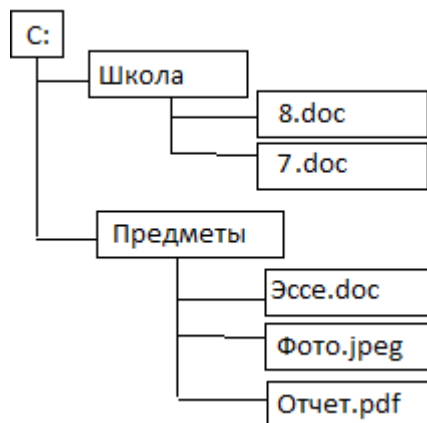 C:
Школа
8.doc
7.doc
Предметы
Эссе.doc
Фото.jpeg
Отчет.pdf